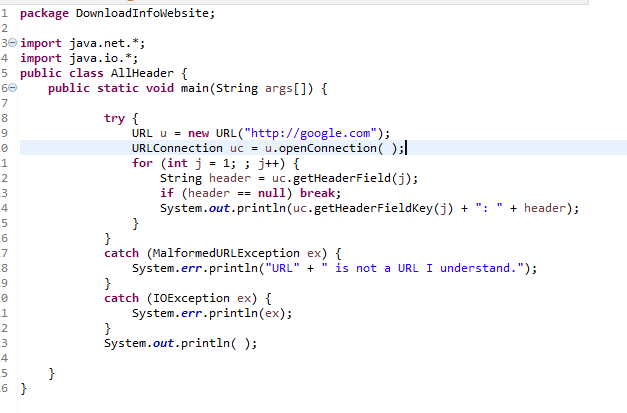 1 package DownloadInfoWebsite;
2
3 import java.net.*;
4 import java.io.*;
5 public class AllHeader {
6     public static void main(String args[]) {
7
8             try {
9                 URL u = new URL("http://google.com");
0                 URLConnection uc = u.openConnection( );
1                 for (int j = 1; ; j++) {
2                     String header = uc.getHeaderField(j);
3                     if (header == null) break;
4                     System.out.println(uc.getHeaderFieldKey(j) + ": " + header);
5                 }
6             }
7             catch (MalformedURLException ex) {
8                 System.err.println("URL" + " is not a URL I understand.");
9             }
0             catch (IOException ex) {
1                 System.err.println(ex);
2             }
3             System.out.println( );
4
5     }
6 }